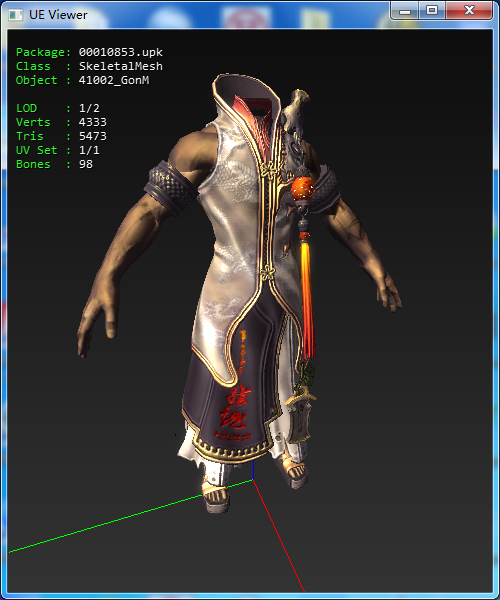 UE Viewer
Package: 00010853.upk
Class : SkeletalMesh
Object : 41002_GonM
LOD : 1/2
Verts : 4333
Tris : 5473
UV Set : 1/1
Bones : 98